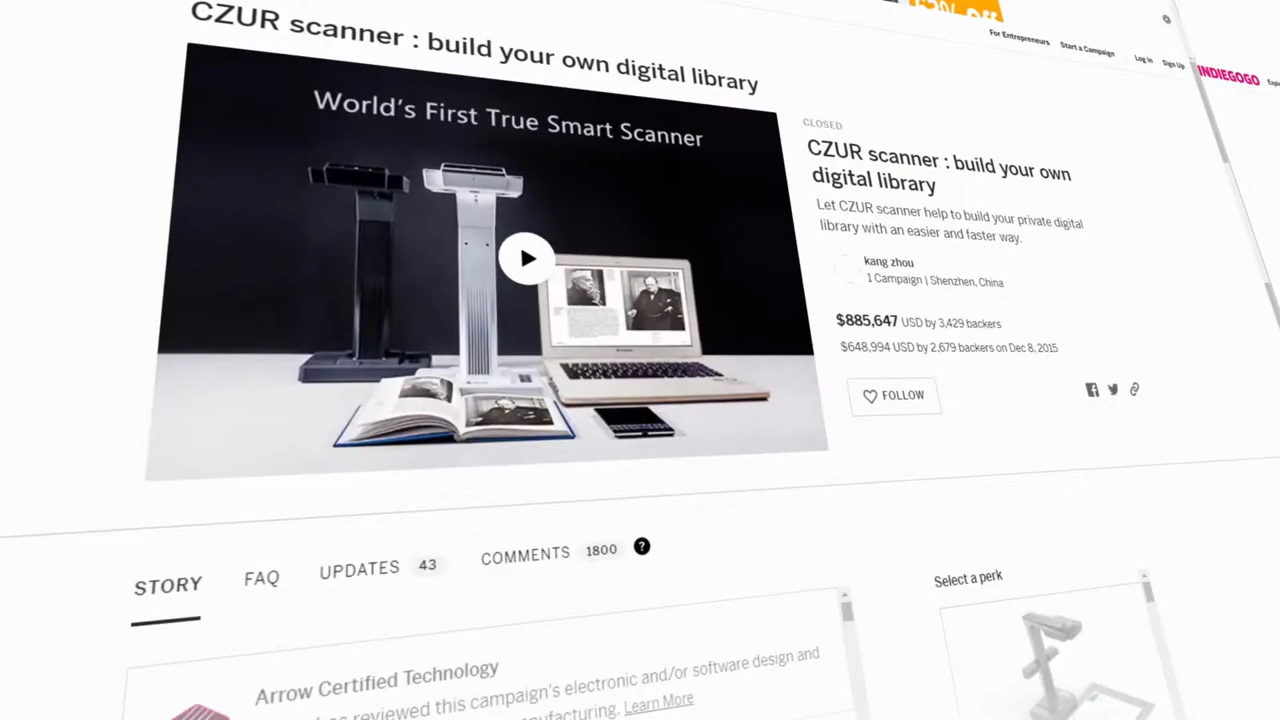 For Entrepreneurs
Start a Campaign
Log In
Sign Up
INDIEGOGO
CZUR scanner : build your own digital library
World's First True Smart Scanner
CLOSED
CZUR scanner : build your own
digital library
Let CZUR scanner help to build your private digital
library with an easier and faster way.
kang zhou
1 Campaign | Shenzhen, China
$885,647 USD by 3,429 backers
$648,994 USD by 2,679 backers on Dec 8, 2015
FOLLOW
STORY
FAQ
UPDATES 43
COMMENTS 1800 ?
Select a perk
Arrow Certified Technology
reviewed this campaign's electronic and/or software design and
Learn More